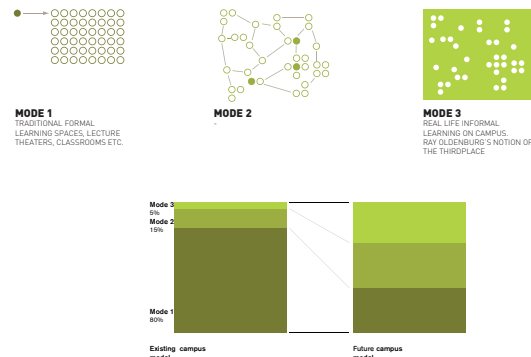 MODE 1
TRADITIONAL FORMAL
LEARNING SPACES, LECTURE
THEATERS, CLASSROOMS ETC.
MODE 2
-
MODE 3
REAL LIFE INFORMAL
LEARNING ON CAMPUS.
RAY OLDENBURG'S NOTION OF
THE THIRDPLACE
Mode 3
5%
Mode 2
15%
Mode 1
80%
Existing campus
model
Future campus
model